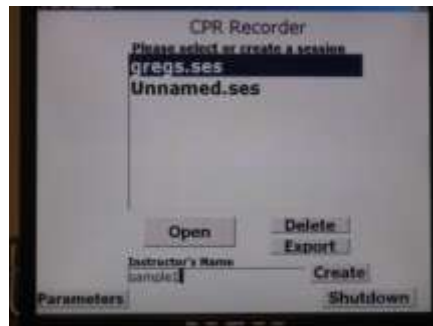 CPR Recorder
Please select or create a session
gregs.ses
Unnamed.ses
Open
Delete
Export
Instructor's Name
sample1
Create
Parameters
Shutdown